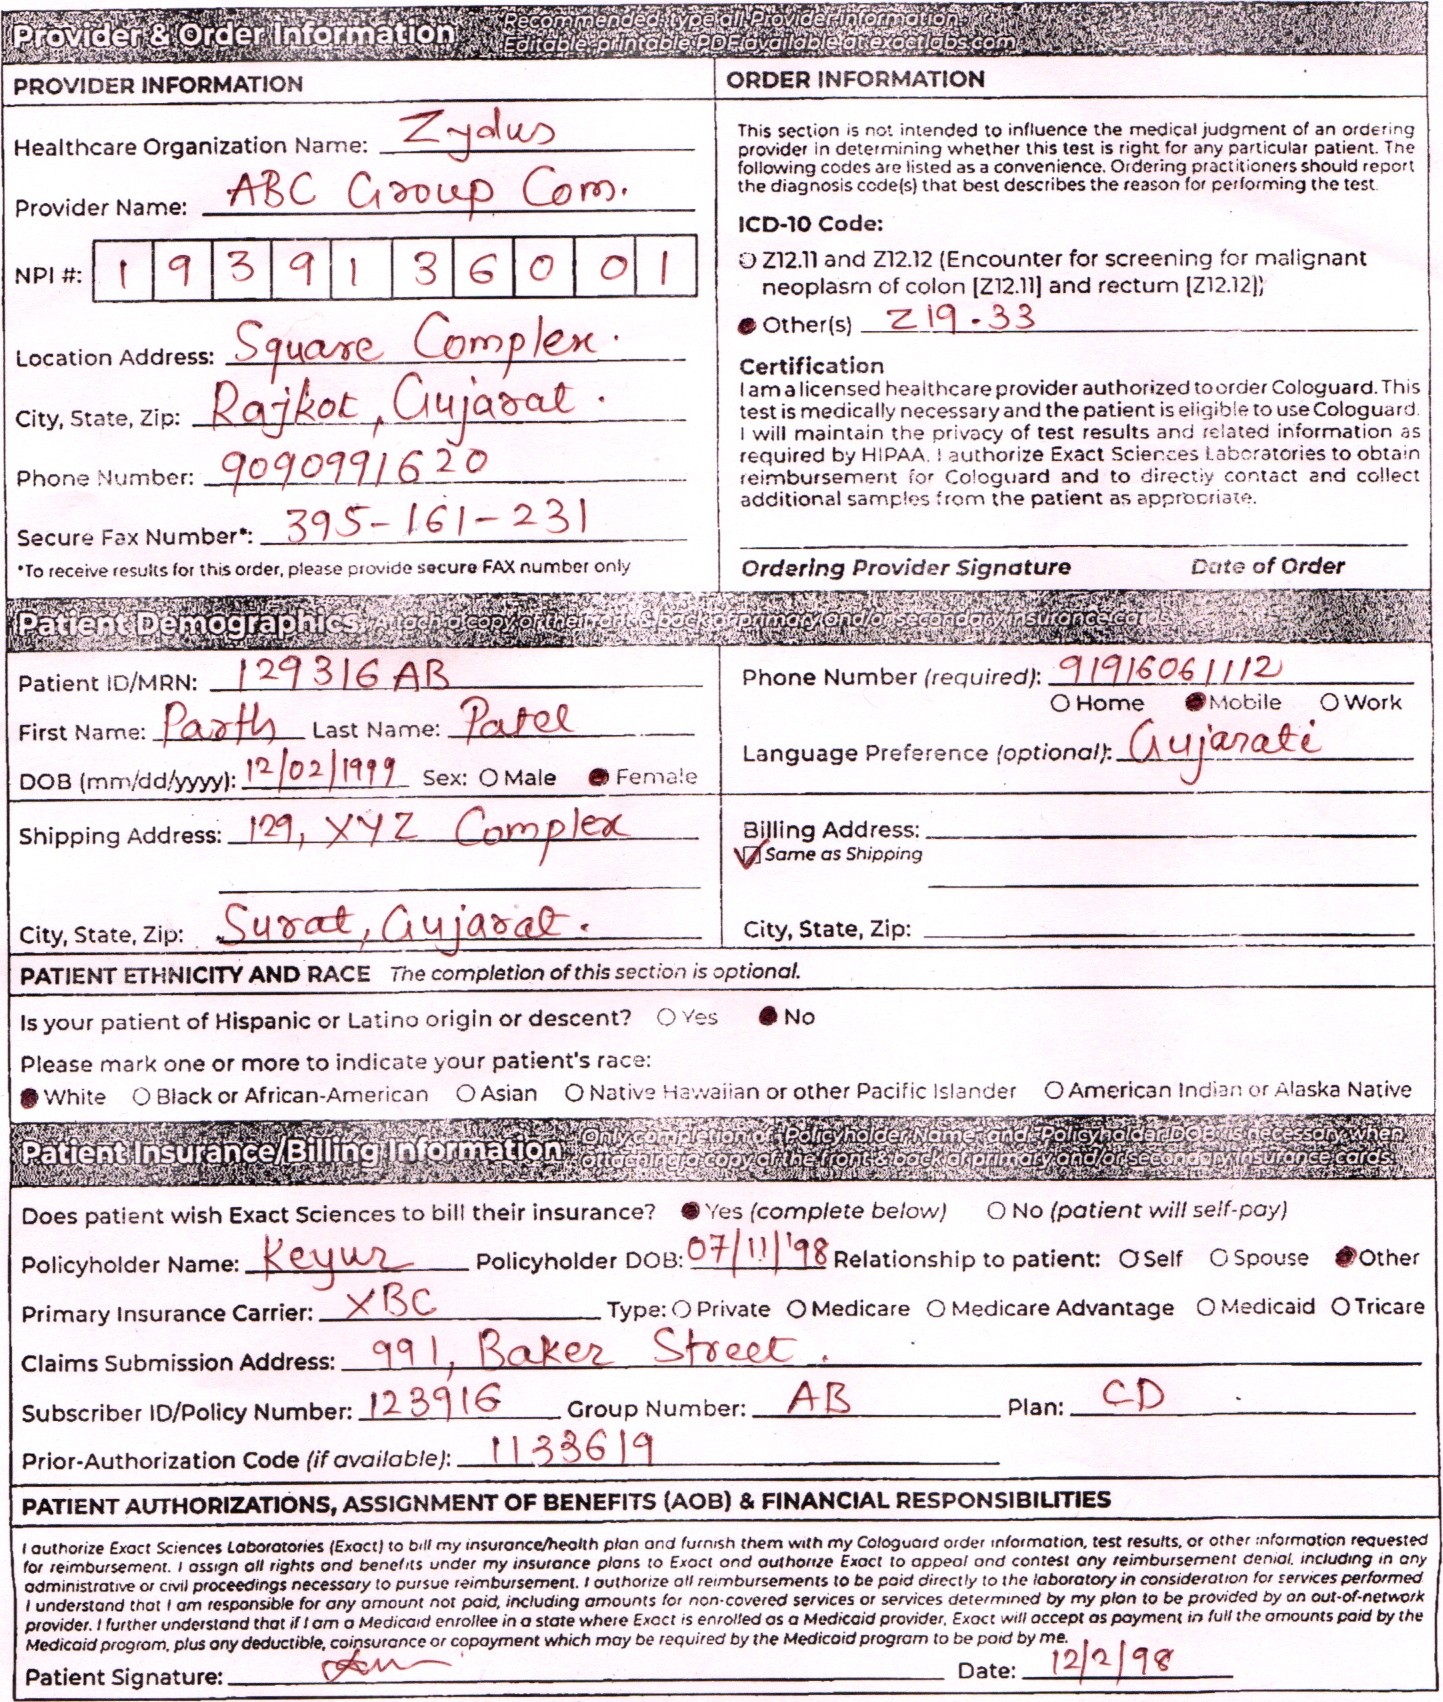 Provider & Order Information Recommended: type all Provider Information.
Editable-printable PDF available at exactlabs.com
PROVIDER INFORMATION
Healthcare Organization Name: Zydus
Provider Name: ABC Group Com.
NPI #: 1 9 3 9 1 3 6 0 0 1
Location Address: Square Complex.
City, State, Zip: Rajkot, Gujarat.
Phone Number: 9090991620
Secure Fax Number*: 395-161-231
*To receive results for this order, please provide secure FAX number only
ORDER INFORMATION
This section is not intended to influence the medical judgment of an ordering
provider in determining whether this test is right for any particular patient. The
following codes are listed as a convenience. Ordering practitioners should report
the diagnosis code(s) that best describes the reason for performing the test.
ICD-10 Code:
Z12.11 and Z12.12 (Encounter for screening for malignant
neoplasm of colon [Z12.11] and rectum [Z12.12])
Other(s) Z19.33
Certification
I am a licensed healthcare provider authorized to order Cologuard. This
test is medically necessary and the patient is eligible to use Cologuard.
I will maintain the privacy of test results and related information as
required by HIPAA. I authorize Exact Sciences Laboratories to obtain
reimbursement for Cologuard and to directly contact and collect
additional samples from the patient as appropriate.
Ordering Provider Signature Date of Order
Patient Demographics Attach a copy of the front & back of primary and/or secondary insurance cards.
Patient ID/MRN: 129316 AB
First Name: Parth Last Name: Patel
DOB (mm/dd/yyyy): 12/02/1999 Sex: Male Female
Phone Number (required): 91916061112
Home Mobile Work
Language Preference (optional): Gujarati
Shipping Address: 129, XYZ Complex
City, State, Zip: Surat, Gujarat.
Billing Address:
Same as Shipping
City, State, Zip:
PATIENT ETHNICITY AND RACE The completion of this section is optional.
Is your patient of Hispanic or Latino origin or descent? Yes No
Please mark one or more to indicate your patient's race:
White Black or African-American Asian Native Hawaiian or other Pacific Islander American Indian or Alaska Native
Patient Insurance/Billing Information Only completion of Policyholder Name and Policyholder DOB is necessary when
attaching a copy of the front & back of primary and/or secondary insurance cards.
Does patient wish Exact Sciences to bill their insurance? Yes (complete below) No (patient will self-pay)
Policyholder Name: Keyur Policyholder DOB: 07/11/'98 Relationship to patient: Self Spouse Other
Primary Insurance Carrier: XBC Type: Private Medicare Medicare Advantage Medicaid Tricare
Claims Submission Address: 991, Baker Street.
Subscriber ID/Policy Number: 123916 Group Number: AB Plan: CD
Prior-Authorization Code (if available): 1133619
PATIENT AUTHORIZATIONS, ASSIGNMENT OF BENEFITS (AOB) & FINANCIAL RESPONSIBILITIES
I authorize Exact Sciences Laboratories (Exact) to bill my insurance/health plan and furnish them with my Cologuard order information, test results, or other information requested
for reimbursement. I assign all rights and benefits under my insurance plans to Exact and authorize Exact to appeal and contest any reimbursement denial, including in any
administrative or civil proceedings necessary to pursue reimbursement. I authorize all reimbursements to be paid directly to the laboratory in consideration for services performed
I understand that I am responsible for any amount not paid, including amounts for non-covered services or services determined by my plan to be provided by an out-of-network
provider. I further understand that if I am a Medicaid enrollee in a state where Exact is enrolled as a Medicaid provider, Exact will accept as payment in full the amounts paid by the
Medicaid program, plus any deductible, coinsurance or copayment which may be required by the Medicaid program to be paid by me.
Patient Signature: Date: 12/2/98